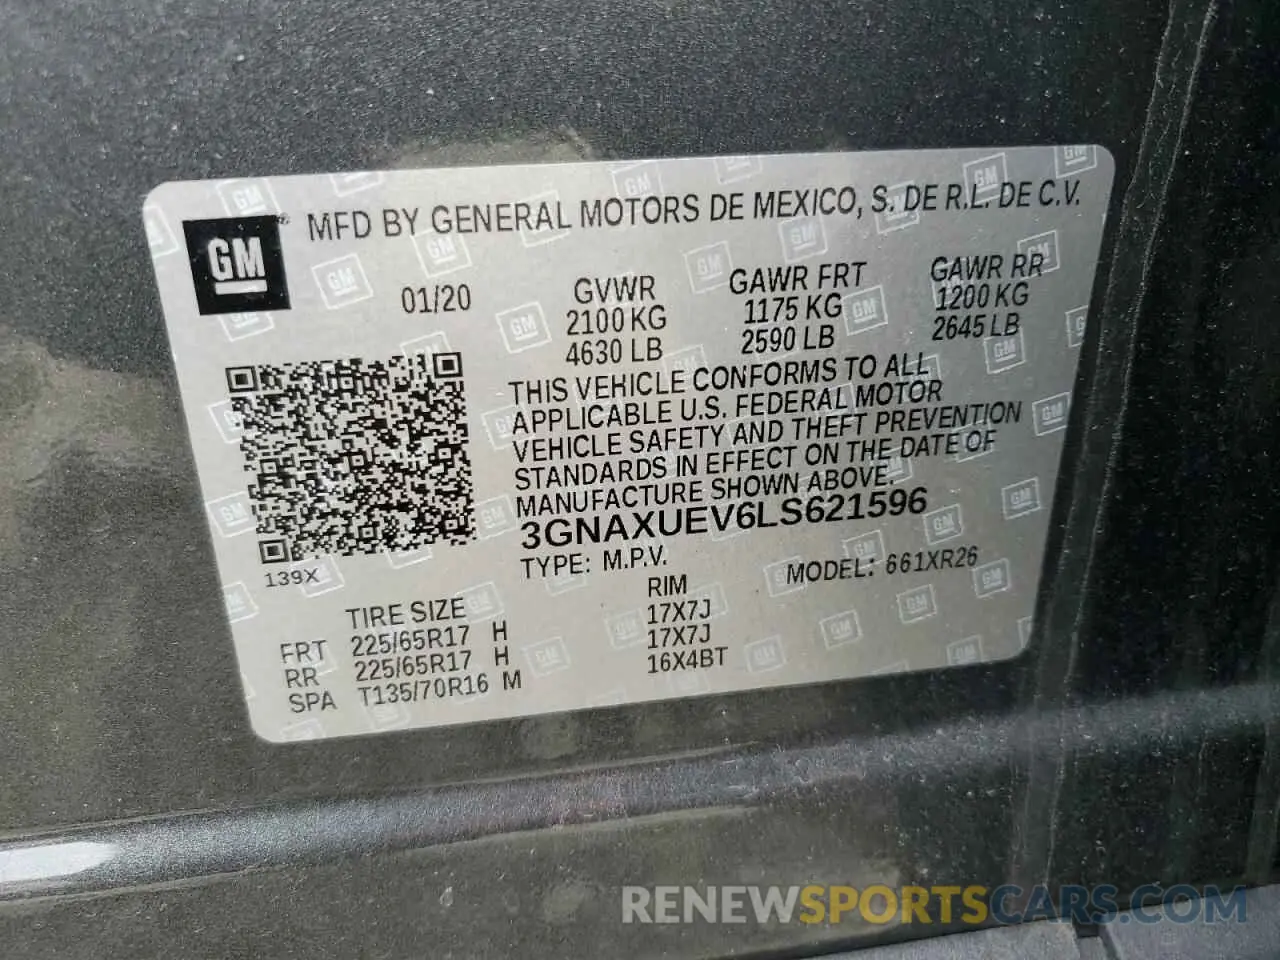 GM® MFD BY GENERAL MOTORS DE MEXICO, S. DE R.L. DE C.V.
01/20
GVWR GAWR FRT GAWR RR
2100 KG 1175 KG 1200 KG
4630 LB 2590 LB 2645 LB
THIS VEHICLE CONFORMS TO ALL
APPLICABLE U.S. FEDERAL MOTOR
VEHICLE SAFETY AND THEFT PREVENTION
STANDARDS IN EFFECT ON THE DATE OF
MANUFACTURE SHOWN ABOVE.
3GNAXUEV6LS621596
139X
TYPE: M.P.V. MODEL: 661XR26
TIRE SIZE RIM
FRT 225/65R17 H 17X7J
RR 225/65R17 H 17X7J
SPA T135/70R16 M 16X4BT
RENEWSPORTSCARS.COM